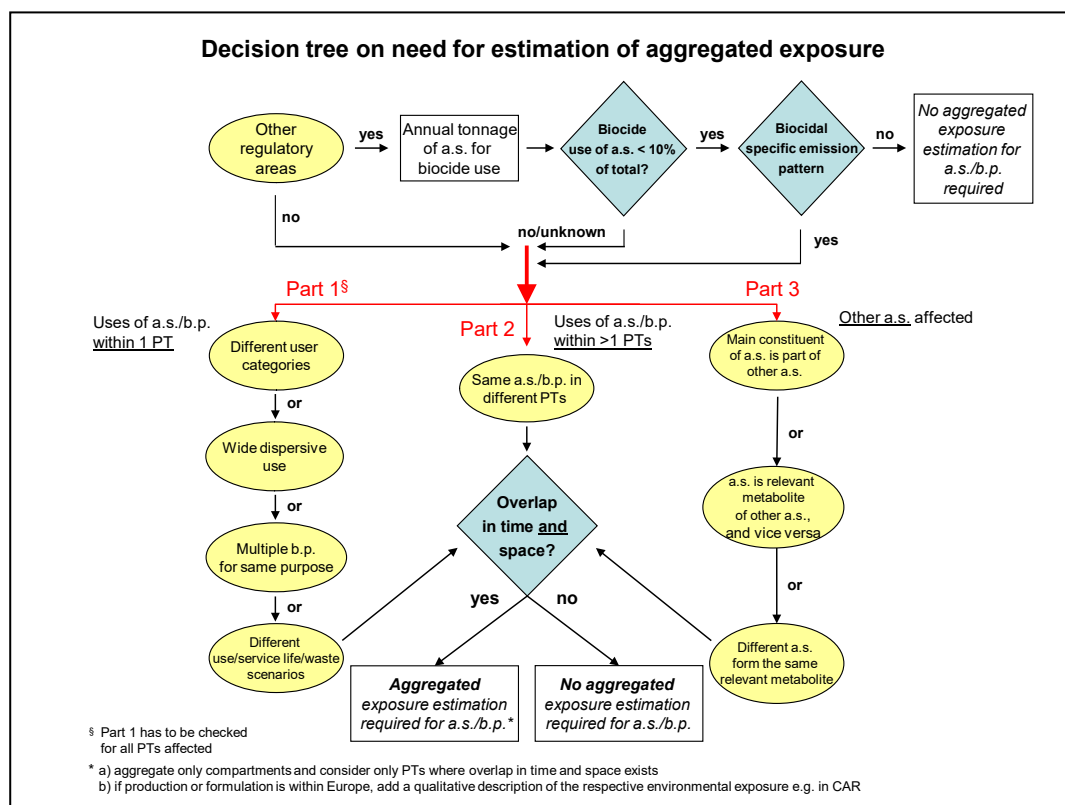 Decision tree on need for estimation of aggregated exposure
Other
regulatory
areas
yes
Annual tonnage
of a.s. for
biocide use
Biocide
use of a.s. < 10%
of total?
yes
Biocidal
specific emission
pattern
no
No aggregated
exposure
estimation for
a.s./b.p.
required
no
no/unknown
yes
Part 1§
Part 2
Part 3
Uses of a.s./b.p.
within 1 PT
Uses of a.s./b.p.
within >1 PTs
Other a.s. affected
Different user
categories
or
Wide dispersive
use
or
Multiple b.p.
for same purpose
or
Different
use/service life/waste
scenarios
Same a.s./b.p. in
different PTs
Overlap
in time and
space?
yes
no
Main constituent
of a.s. is part of
other a.s.
or
a.s. is relevant
metabolite
of other a.s.,
and vice versa
or
Different a.s.
form the same
relevant metabolite
Aggregated
exposure estimation
required for a.s./b.p.*
No aggregated
exposure estimation
required for a.s./b.p.
§ Part 1 has to be checked
for all PTs affected
* a) aggregate only compartments and consider only PTs where overlap in time and space exists
b) if production or formulation is within Europe, add a qualitative description of the respective environmental exposure e.g. in CAR